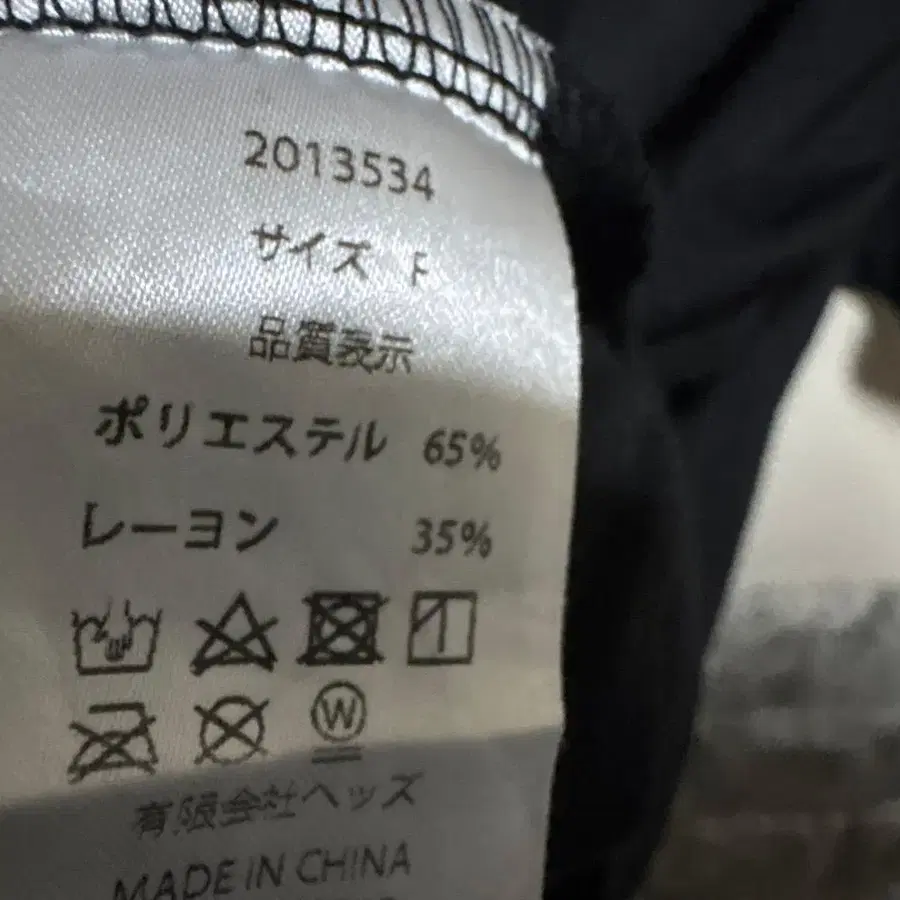 2013534
サイズ F
品質表示
ポリエステル 65%
レーヨン 35%
W
有限会社ヘッズ
MADE IN CHINA